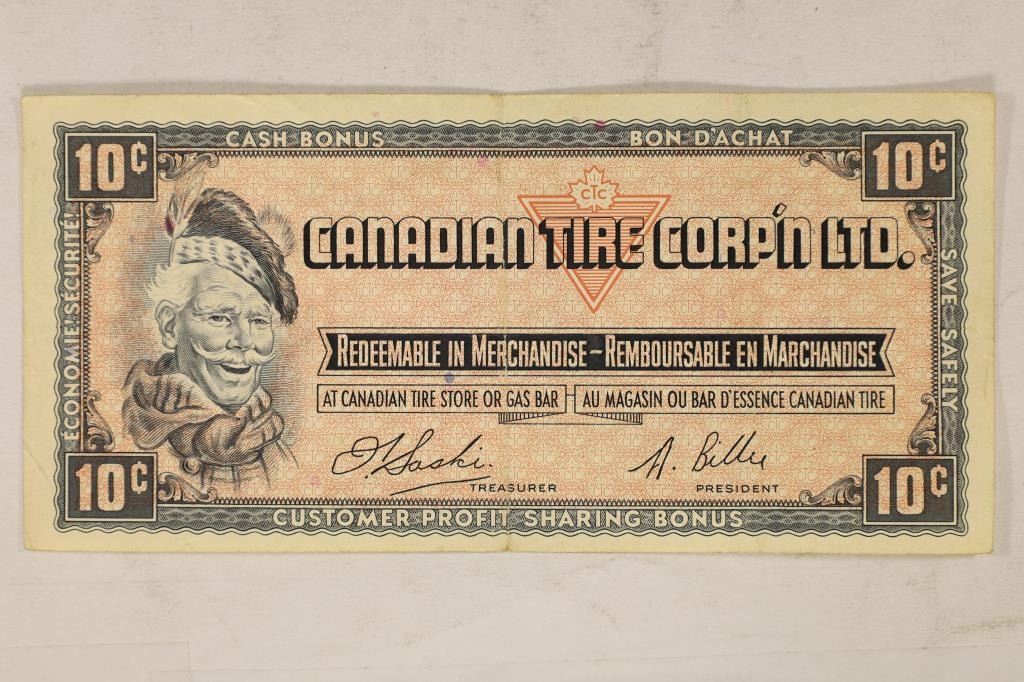 CASH BONUS BON D'ACHAT
10¢ 10¢
CTC
CANADIAN TIRE CORP'N LTD.
ÉCONOMIE! SÉCURITÉ!
SAVE SAFELY
REDEEMABLE IN MERCHANDISE-REMBOURSABLE EN MARCHANDISE
AT CANADIAN TIRE STORE OR GAS BAR AU MAGASIN OU BAR D'ESSENCE CANADIAN TIRE
A. Billes
TREASURER PRESIDENT
10¢ 10¢
CUSTOMER PROFIT SHARING BONUS